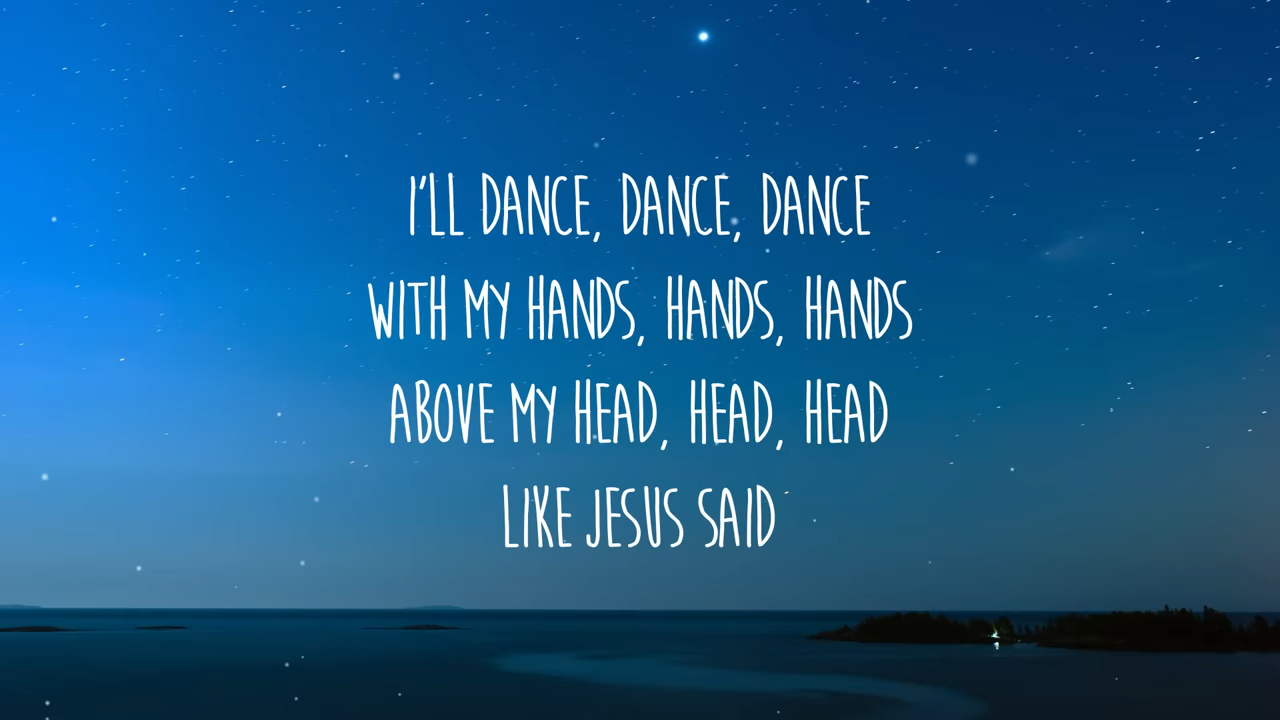 I'LL DANCE, DANCE, DANCE
WITH MY HANDS, HANDS, HANDS
ABOVE MY HEAD, HEAD, HEAD
LIKE JESUS SAID